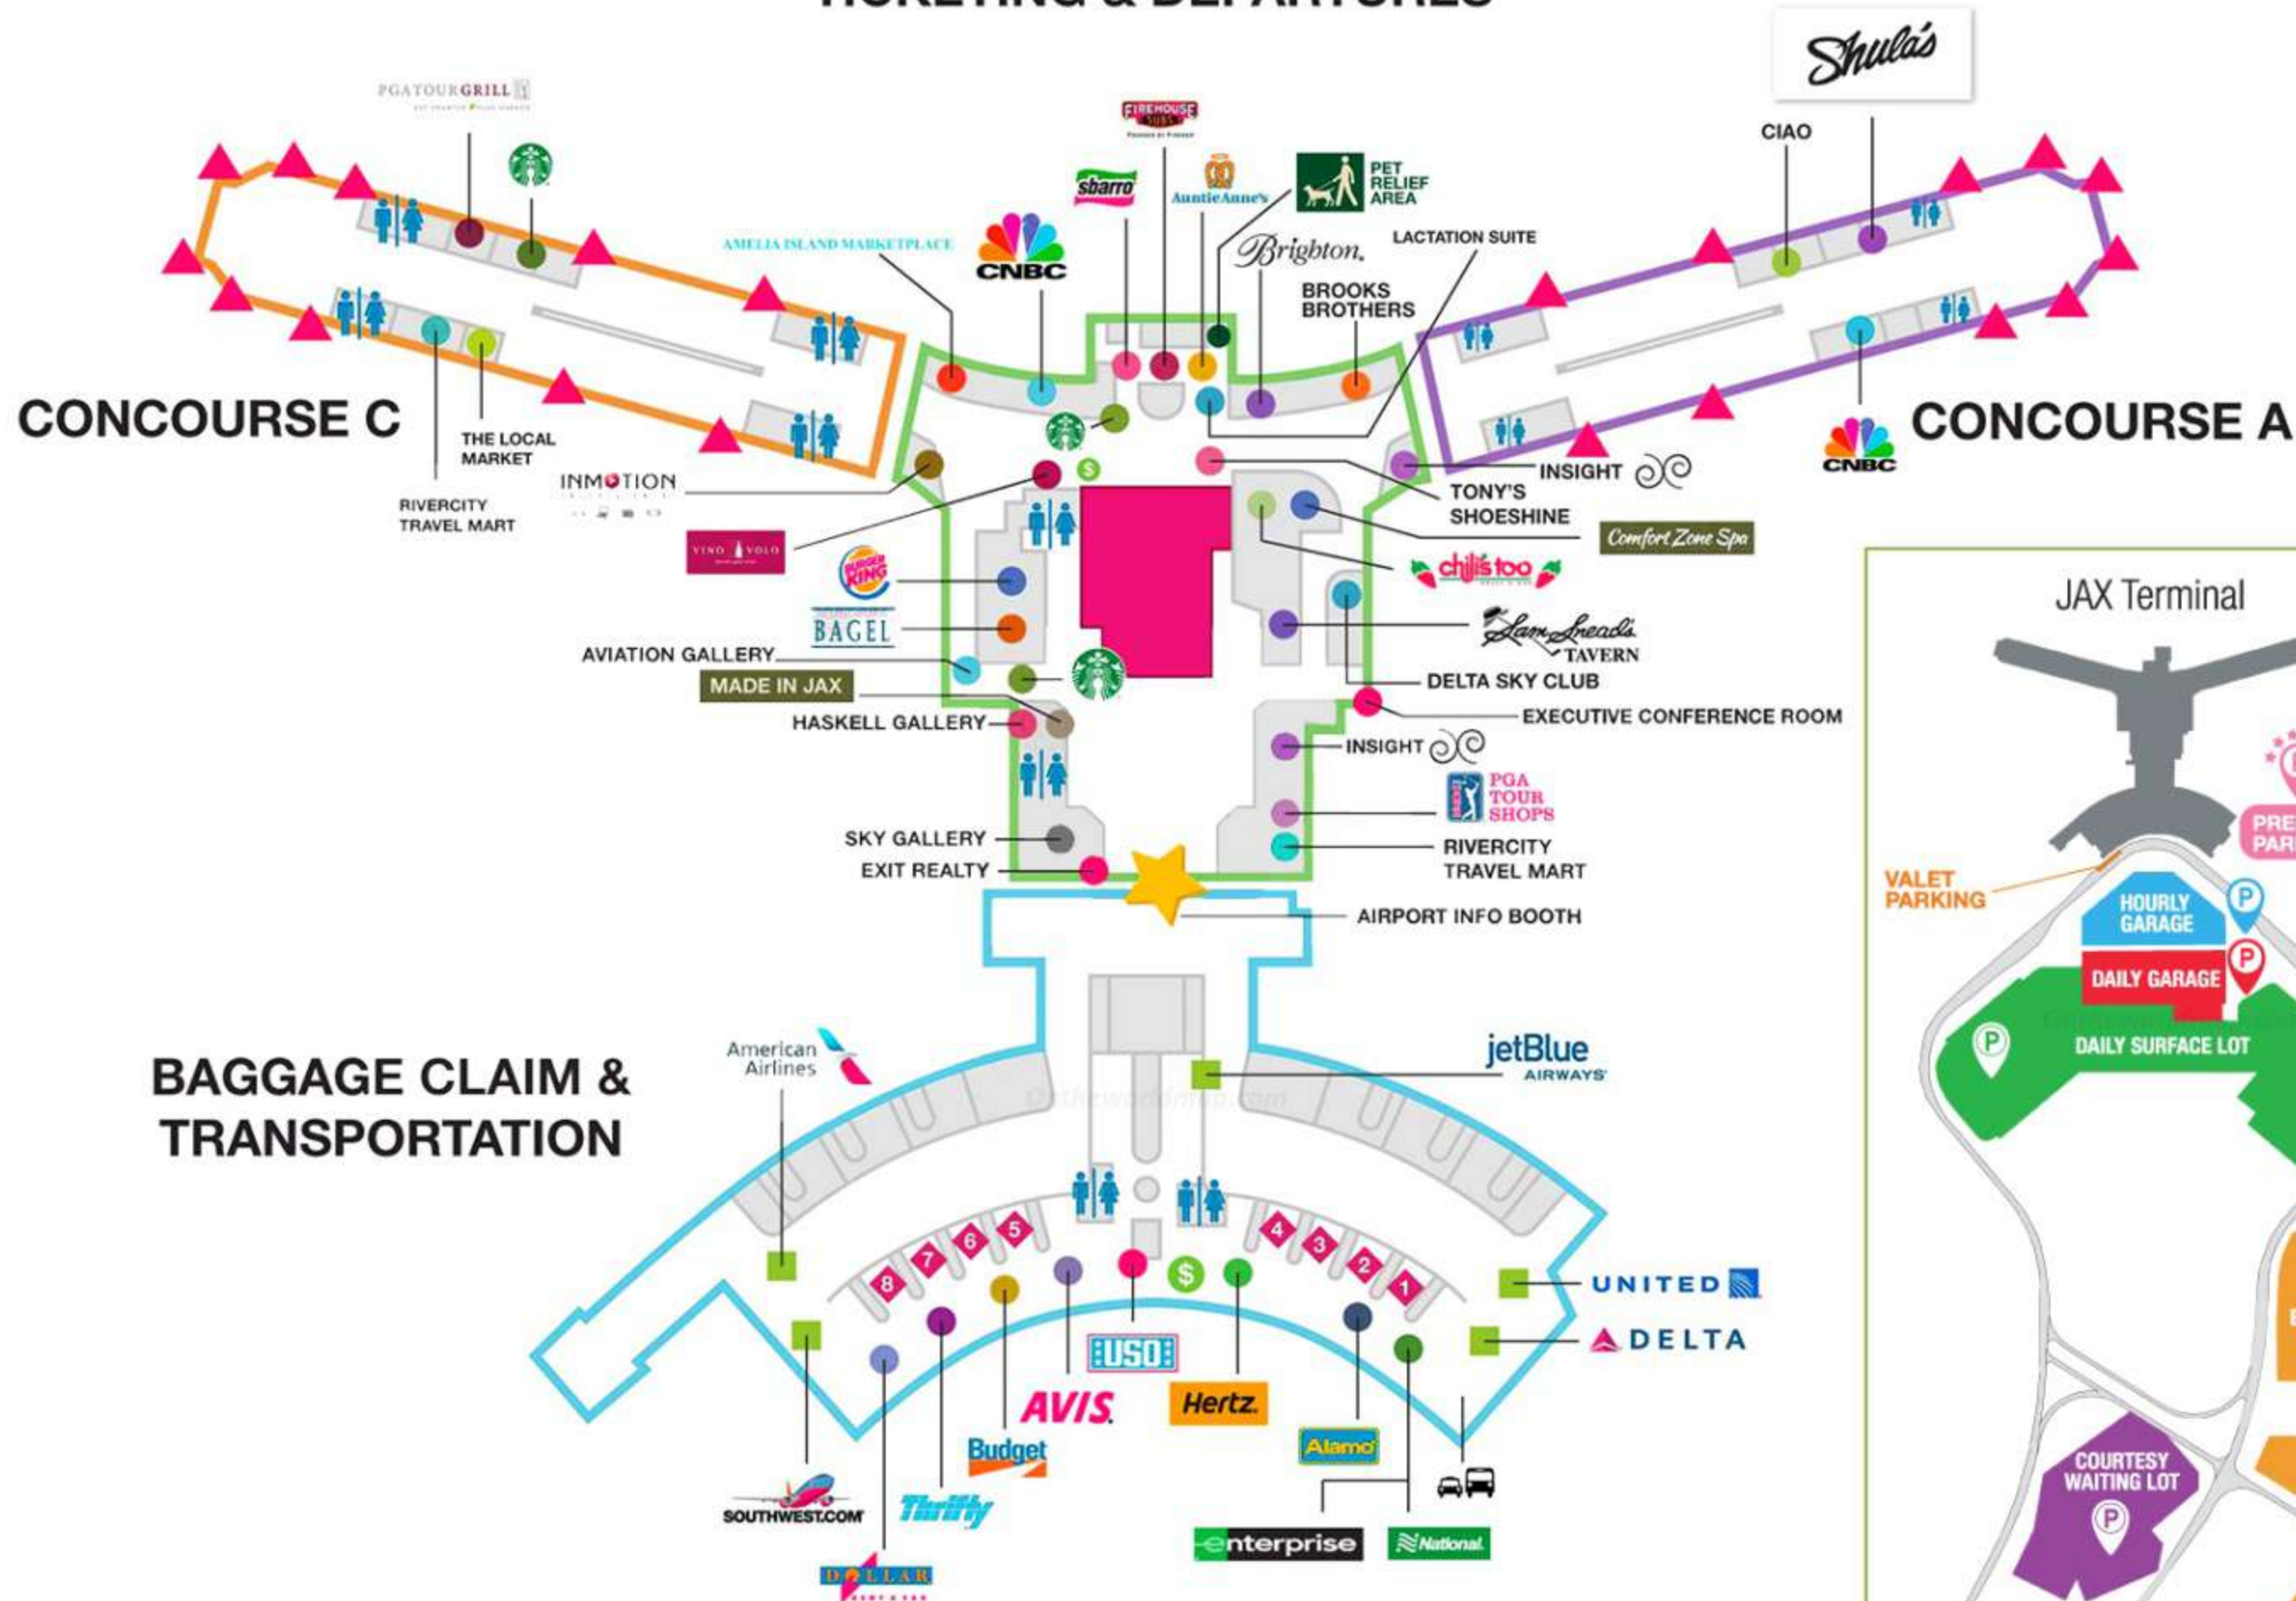 TICKETING & DEPARTURES
Shula's
PGATOURGRILL
CIAO
FIREHOUSE
SUBS
sbarro
AuntieAnne's
PET
RELIEF
AREA
AMELIA ISLAND MARKETPLACE
CNBC
Brighton.
LACTATION SUITE
BROOKS
BROTHERS
CONCOURSE C
CONCOURSE A
THE LOCAL
MARKET
CNBC
INMOTION
RIVERCITY
TRAVEL MART
$
INSIGHT
TONY'S
SHOESHINE
Comfort Zone Spa
VINO VOLO
BURGER
KING
chili's too
JAX Terminal
BAGEL
Sam Snead's
TAVERN
AVIATION GALLERY
MADE IN JAX
DELTA SKY CLUB
HASKELL GALLERY
EXECUTIVE CONFERENCE ROOM
INSIGHT
PGA
TOUR
SHOPS
SKY GALLERY
RIVERCITY
TRAVEL MART
EXIT REALTY
AIRPORT INFO BOOTH
PRE
PAR
VALET
PARKING
HOURLY
GARAGE
P
DAILY GARAGE
P
P
DAILY SURFACE LOT
American
Airlines
jetBlue
AIRWAYS
BAGGAGE CLAIM &
TRANSPORTATION
Ontheworldmap.com
5
6
7
8
4
3
2
1
$
UNITED
DELTA
USO
AVIS
Hertz
Budget
Alamo
SOUTHWEST.COM
Thrifty
enterprise
National
DOLLAR
COURTESY
WAITING LOT
P